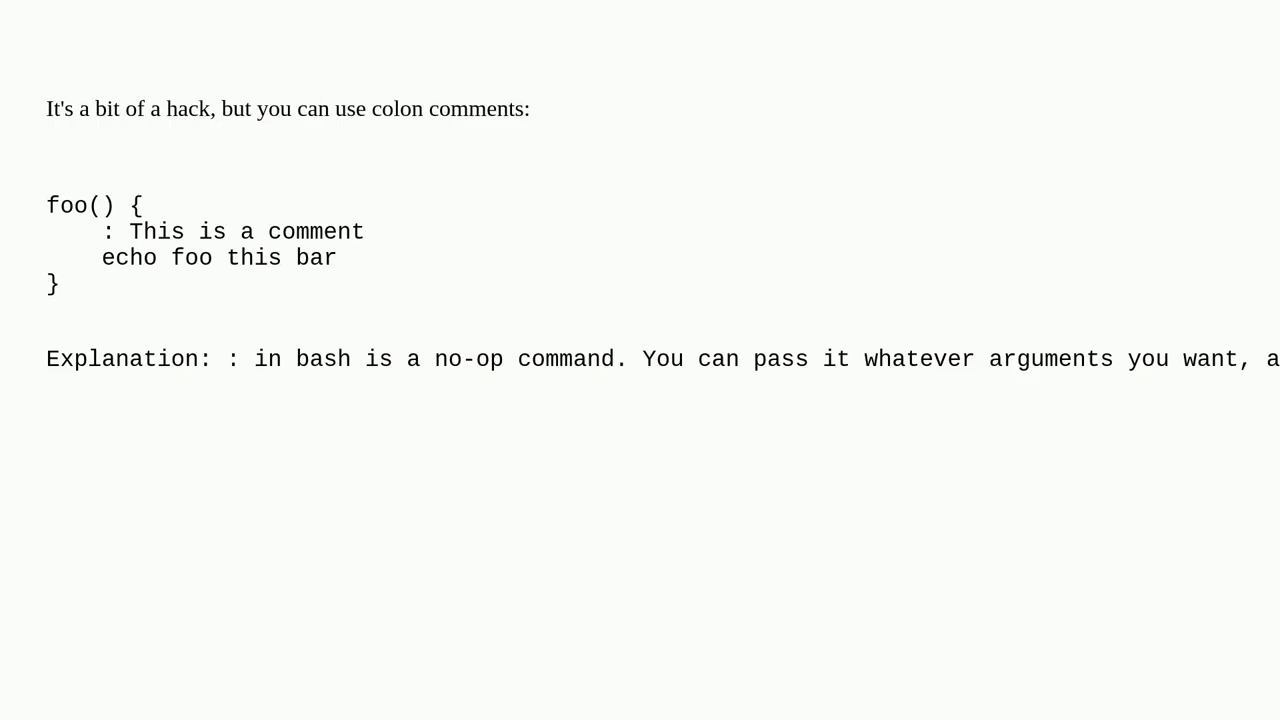 It's a bit of a hack, but you can use colon comments:
foo() {
    : This is a comment
    echo foo this bar
}
Explanation: : in bash is a no-op command. You can pass it whatever arguments you want, a